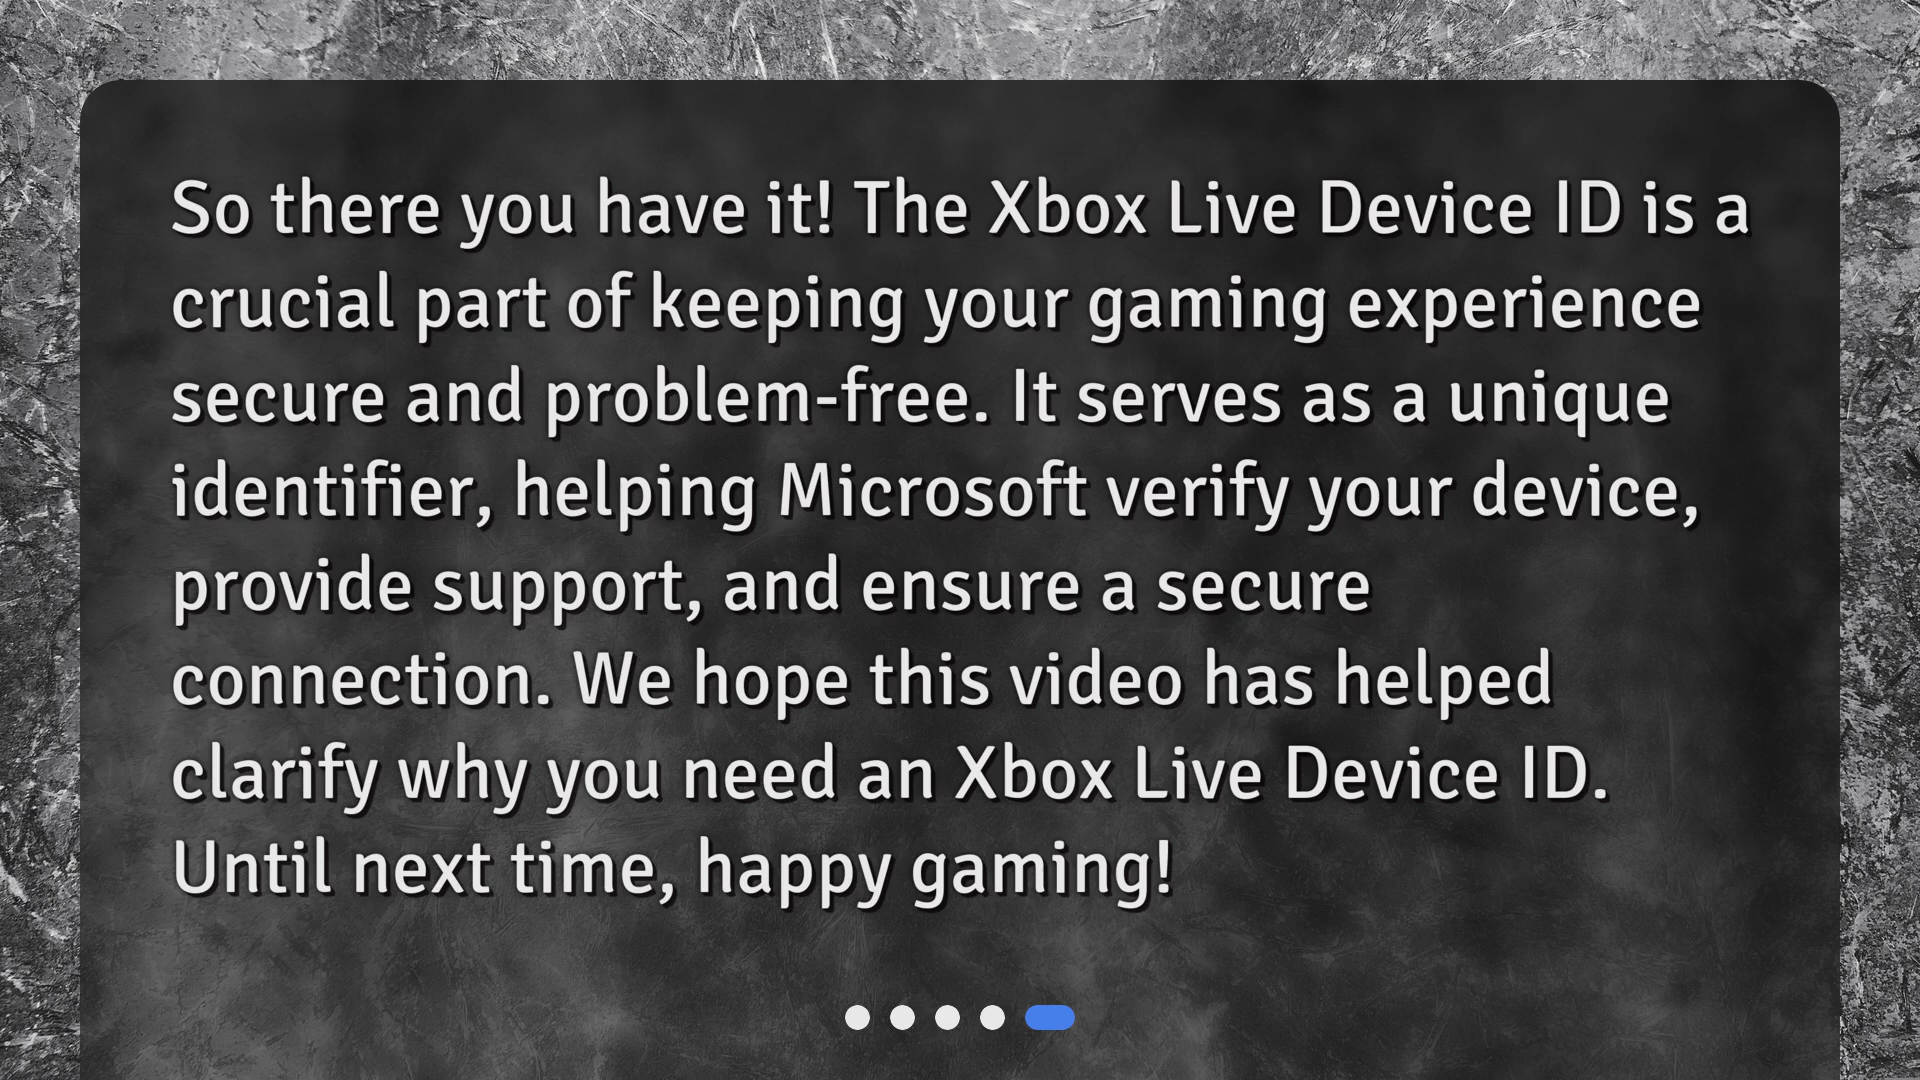 So there you have it! The Xbox Live Device ID is a
crucial part of keeping your gaming experience
secure and problem-free. It serves as a unique
identifier, helping Microsoft verify your device,
provide support, and ensure a secure
connection. We hope this video has helped
clarify why you need an Xbox Live Device ID.
Until next time, happy gaming!